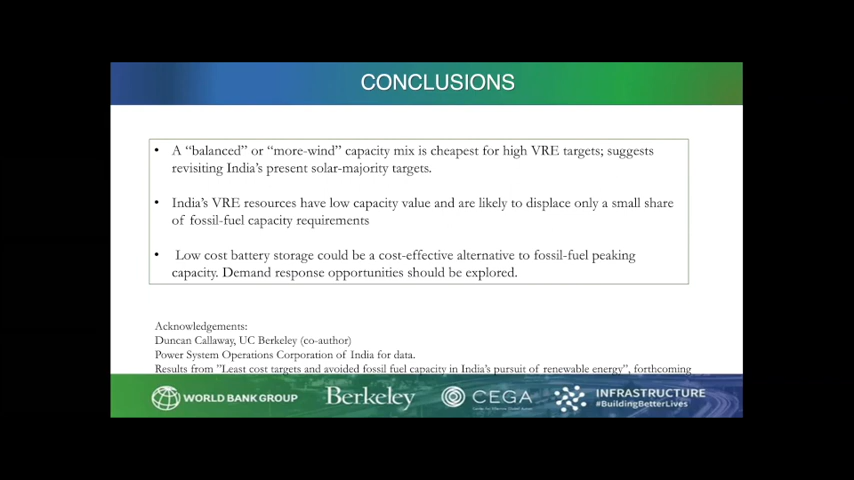 CONCLUSIONS
• A “balanced” or “more-wind” capacity mix is cheapest for high VRE targets; suggests
revisiting India’s present solar-majority targets.
• India’s VRE resources have low capacity value and are likely to displace only a small share
of fossil-fuel capacity requirements
• Low cost battery storage could be a cost-effective alternative to fossil-fuel peaking
capacity. Demand response opportunities should be explored.
Acknowledgements:
Duncan Callaway, UC Berkeley (co-author)
Power System Operations Corporation of India for data.
Results from ”Least cost targets and avoided fossil fuel capacity in India’s pursuit of renewable energy”, forthcoming
WORLD BANK GROUP
Berkeley
CEGA
Center for Effective Global Action
INFRASTRUCTURE
#BuildingBetterLives